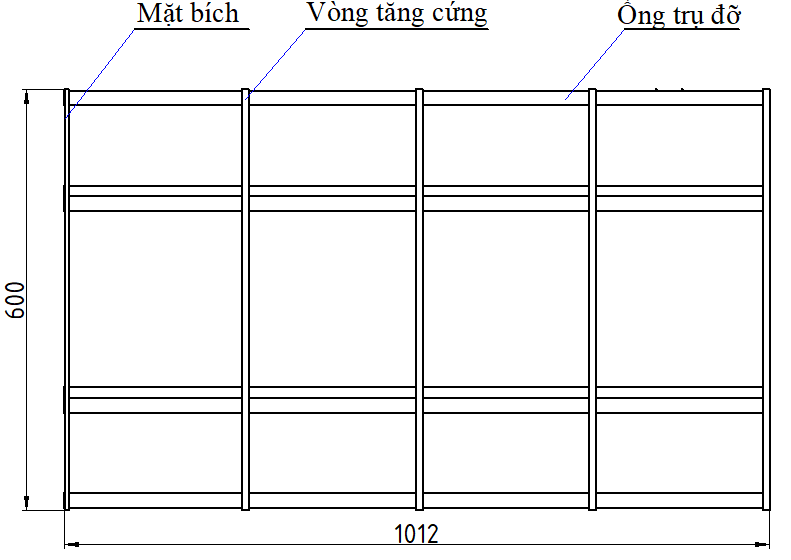 Mặt bích
Vòng tăng cứng
Ống trụ đỡ
600
1012